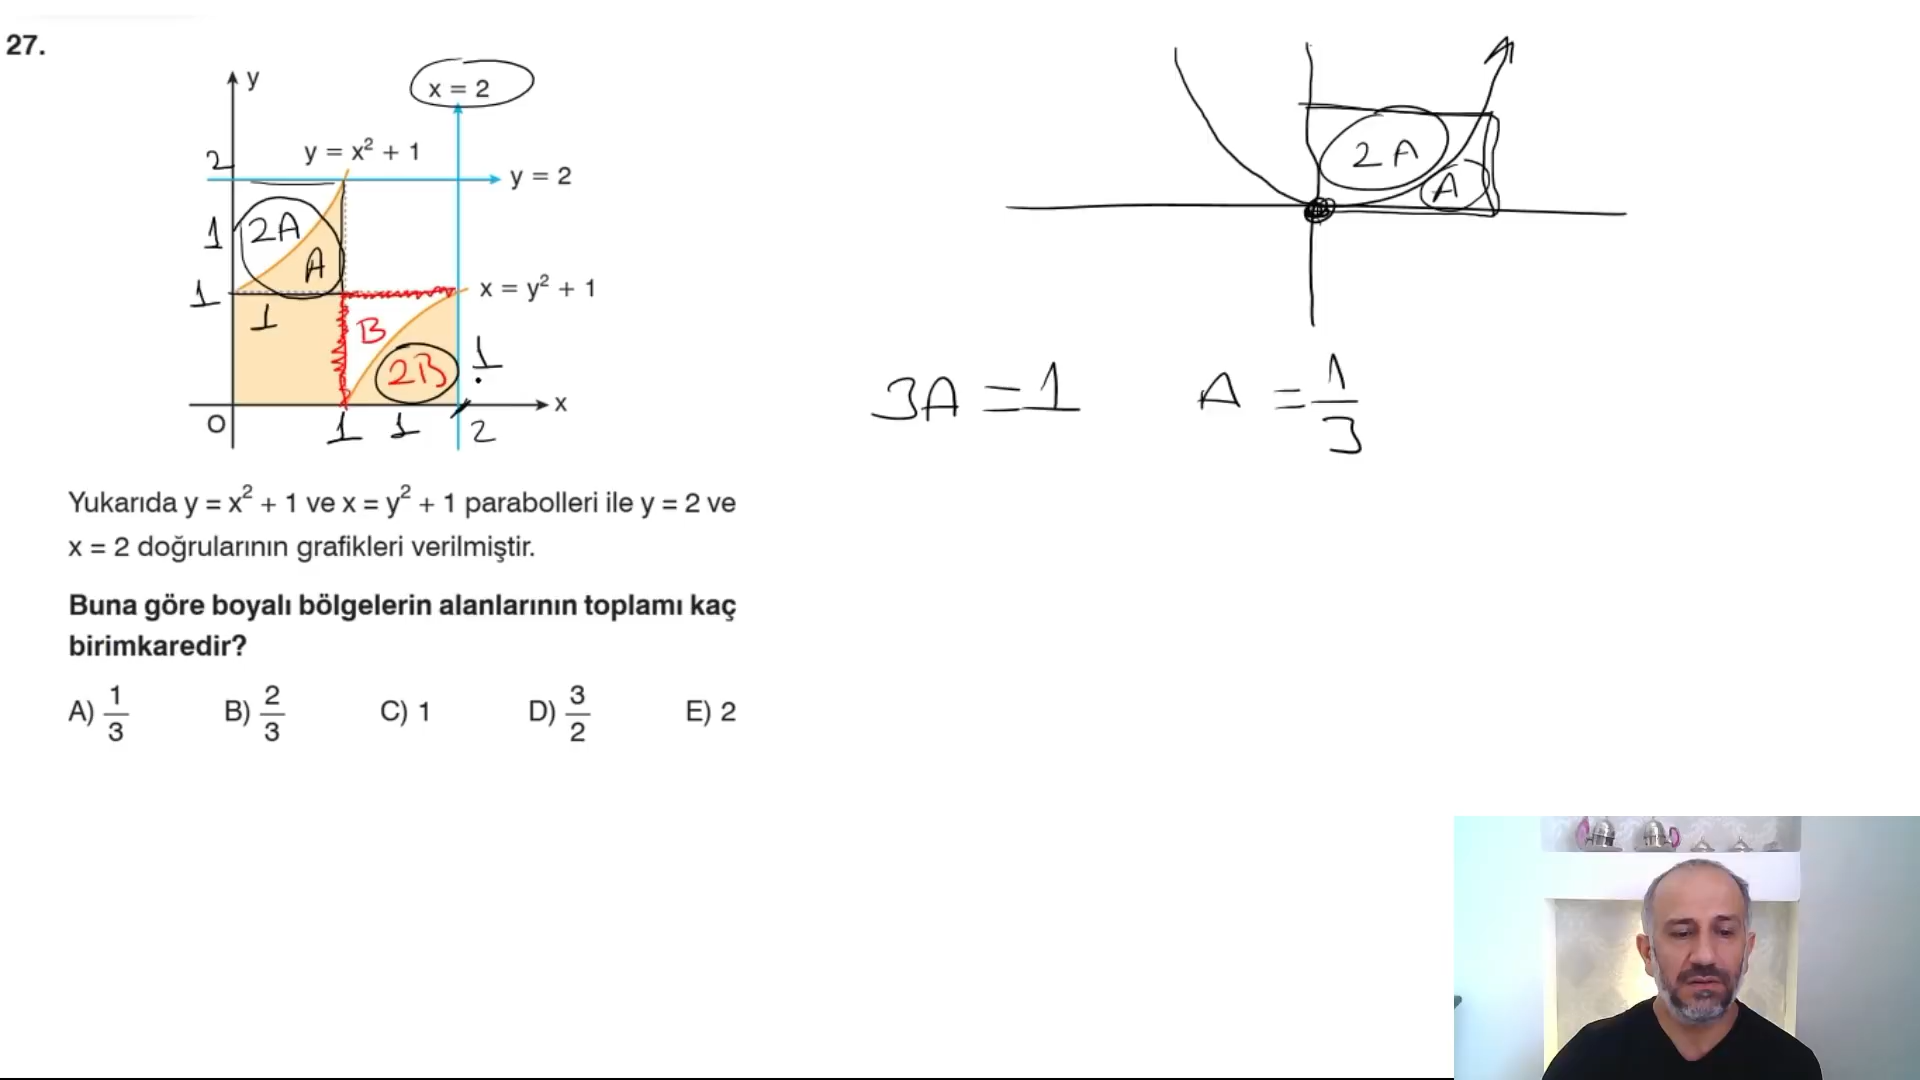 27.
y
x = 2
y = x² + 1
2
y = 2
1
2A
A
x = y² + 1
1
1
B
2B
1
x
O
1
1
2
2A
A
3A = 1
A = 1/3
Yukarıda y = x² + 1 ve x = y² + 1 parabolleri ile y = 2 ve
x = 2 doğrularının grafikleri verilmiştir.
Buna göre boyalı bölgelerin alanlarının toplamı kaç
birimkaredir?
A) 1/3 B) 2/3 C) 1 D) 3/2 E) 2